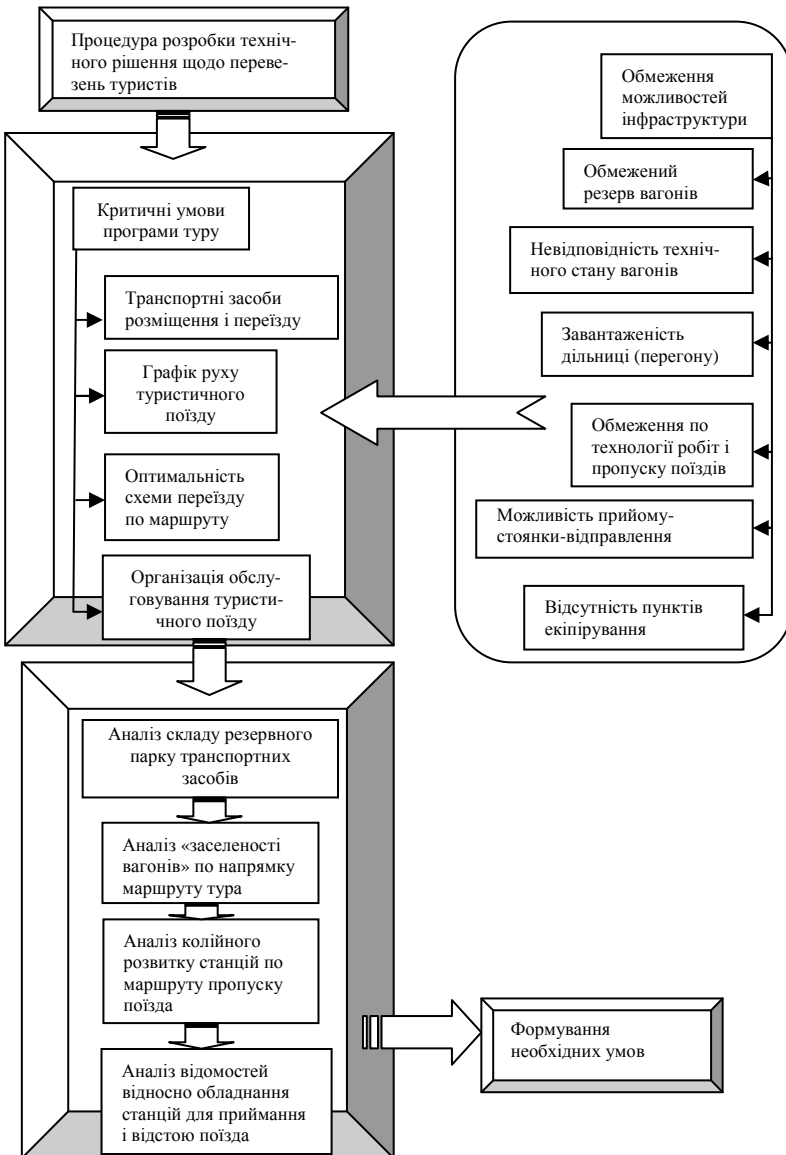 Процедура розробки техніч-
ного рішення щодо переве-
зень туристів
Критичні умови
програми туру
Транспортні засоби
розміщення і переїзду
Графік руху
туристичного
поїзду
Оптимальність
схеми переїзду
по маршруту
Організація обслу-
говування туристи-
чного поїзду
Обмеження
можливостей
інфраструктури
Обмежений
резерв вагонів
Невідповідність техніч-
ного стану вагонів
Завантаженість
дільниці (перегону)
Обмеження по
технології робіт і
пропуску поїздів
Можливість прийому-
стоянки-відправлення
Відсутність пунктів
екіпірування
Аналіз складу резервного
парку транспортних
засобів
Аналіз «заселеності
вагонів» по напрямку
маршруту тура
Аналіз колійного
розвитку станцій по
маршруту пропуску
поїзда
Аналіз відомостей
відносно обладнання
станцій для приймання
і відстою поїзда
Формування
необхідних умов